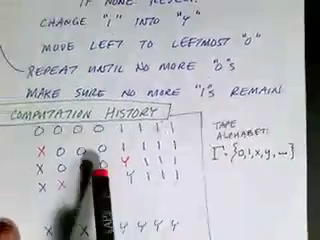 IF NONE REJECT.
CHANGE "1" INTO "Y"
MOVE LEFT TO LEFTMOST "0"
REPEAT UNTIL NO MORE "0"S
MAKE SURE NO MORE "1"S REMAIN
COMPUTATION HISTORY
0 0 0 0 1 1 1 1
X 0 0 0 Y 1 1 1
X X 0 Y 1 1 1
X X Y Y Y Y
TAPE
ALPHABET:
Γ = {0,1,x,y,...}